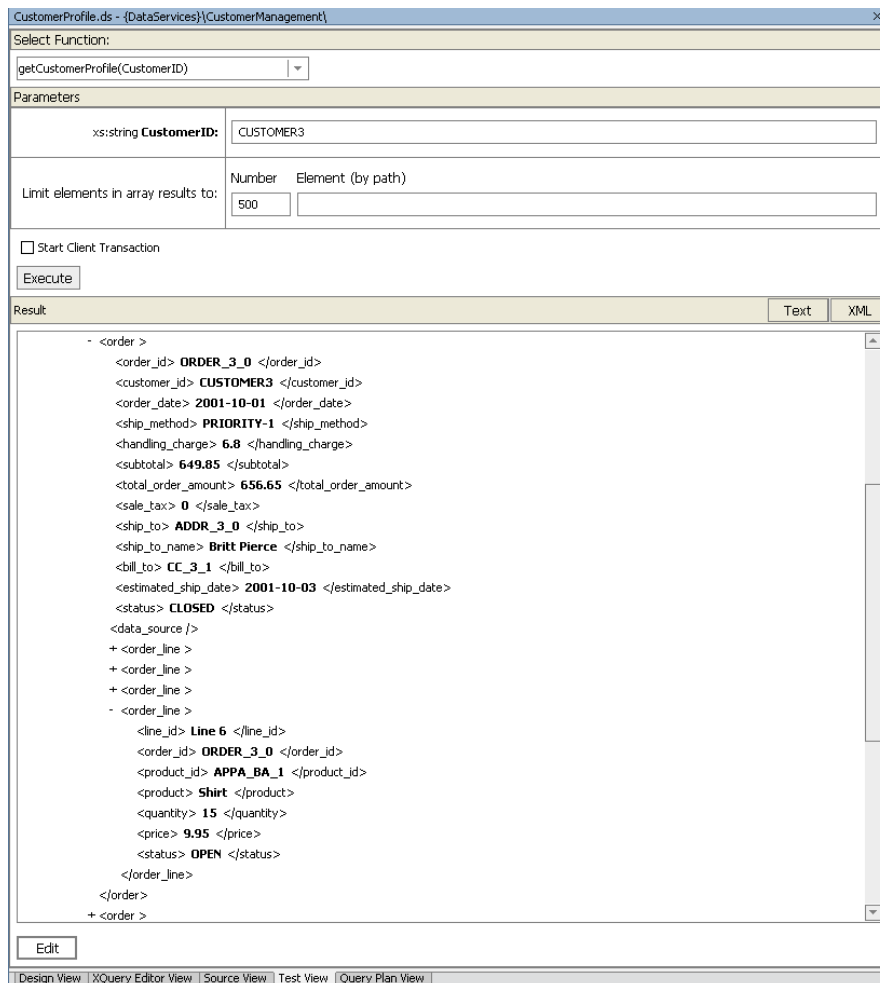 CustomerProfile.ds - {DataServices}\CustomerManagement\
Select Function:
getCustomerProfile(CustomerID)
Parameters
xs:string CustomerID: CUSTOMER3
Number Element (by path)
Limit elements in array results to: 500
Start Client Transaction
Execute
Result Text XML
- <order >
<order_id> ORDER_3_0 </order_id>
<customer_id> CUSTOMER3 </customer_id>
<order_date> 2001-10-01 </order_date>
<ship_method> PRIORITY-1 </ship_method>
<handling_charge> 6.8 </handling_charge>
<subtotal> 649.85 </subtotal>
<total_order_amount> 656.65 </total_order_amount>
<sale_tax> 0 </sale_tax>
<ship_to> ADDR_3_0 </ship_to>
<ship_to_name> Britt Pierce </ship_to_name>
<bill_to> CC_3_1 </bill_to>
<estimated_ship_date> 2001-10-03 </estimated_ship_date>
<status> CLOSED </status>
<data_source />
+ <order_line >
+ <order_line >
+ <order_line >
- <order_line >
<line_id> Line 6 </line_id>
<order_id> ORDER_3_0 </order_id>
<product_id> APPA_BA_1 </product_id>
<product> Shirt </product>
<quantity> 15 </quantity>
<price> 9.95 </price>
<status> OPEN </status>
</order_line>
</order>
+ <order >
Edit
Design View XQuery Editor View Source View Test View Query Plan View